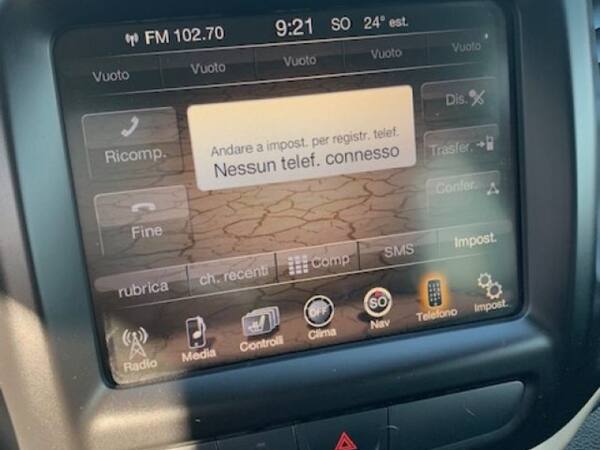 FM 102.70 9:21 SO 24° est.
Vuoto Vuoto Vuoto Vuoto Vuoto
Ricomp.
Andare a impost. per registr. telef.
Nessun telef. connesso
Dis.
Trasfer.
Confer.
Fine
rubrica ch. recenti Comp SMS Impost.
OFF SO
Radio Media Controlli Clima Nav Telefono Impost.